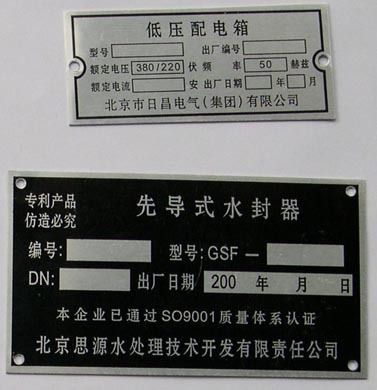 低压配电箱
型号 出厂编号
额定电压 380/220 伏 频率 50 赫兹
额定电流 安 出厂日期 年 月
北京市日昌电气(集团)有限公司
专利产品 先导式水封器
仿造必究
编号: 型号:GSF —
DN: 出厂日期 200 年 月 日
本企业已通过SO9001质量体系认证
北京思源水处理技术开发有限责任公司